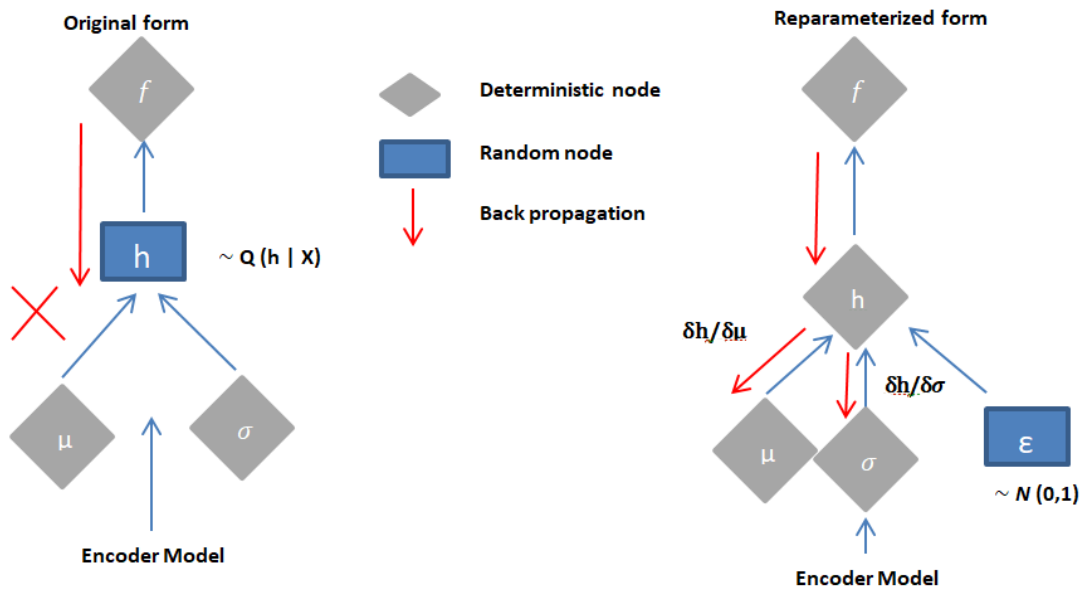 Original form
f
h
~ Q (h | X)
μ
σ
Encoder Model
Deterministic node
Random node
Back propagation
Reparameterized form
f
h
δh/δμ
δh/δσ
μ
σ
ε
~ N (0,1)
Encoder Model